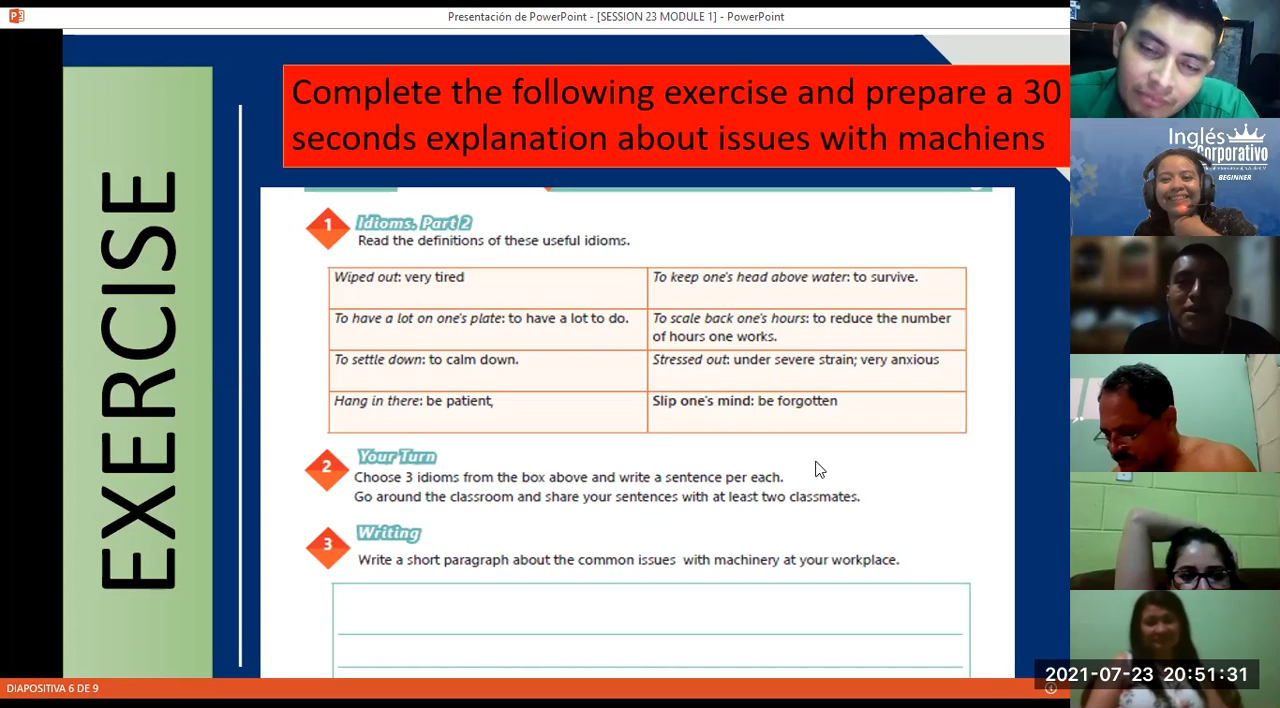 Presentación de PowerPoint - [SESSION 23 MODULE 1] - PowerPoint
EXERCISE
Complete the following exercise and prepare a 30
seconds explanation about issues with machiens
1
Idioms. Part 2
Read the definitions of these useful idioms.
Wiped out: very tired
To keep one's head above water: to survive.
To have a lot on one's plate: to have a lot to do.
To scale back one's hours: to reduce the number
of hours one works.
To settle down: to calm down.
Stressed out: under severe strain; very anxious
Hang in there: be patient,
Slip one's mind: be forgotten
2
Your Turn
Choose 3 idioms from the box above and write a sentence per each.
Go around the classroom and share your sentences with at least two classmates.
3
Writing
Write a short paragraph about the common issues with machinery at your workplace.
DIAPOSITIVA 6 DE 9
Inglés
Corporativo
BEGINNER
2021-07-23 20:51:31